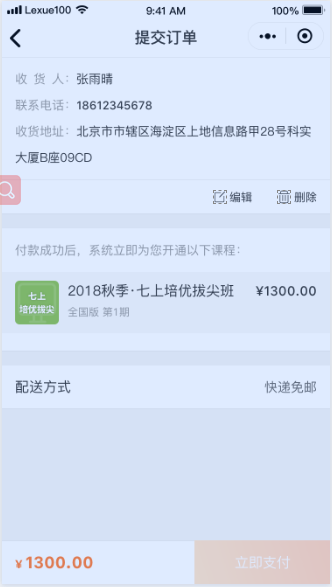 Lexue100 9:41 AM 100%
提交订单
收 货 人: 张雨晴
联系电话: 18612345678
收货地址: 北京市市辖区海淀区上地信息路甲28号科实
大厦B座09CD
编辑 删除
付款成功后，系统立即为您开通以下课程:
七上
培优拔尖
2018秋季·七上培优拔尖班 ¥1300.00
全国版 第1期
配送方式 快递免邮
¥ 1300.00 立即支付